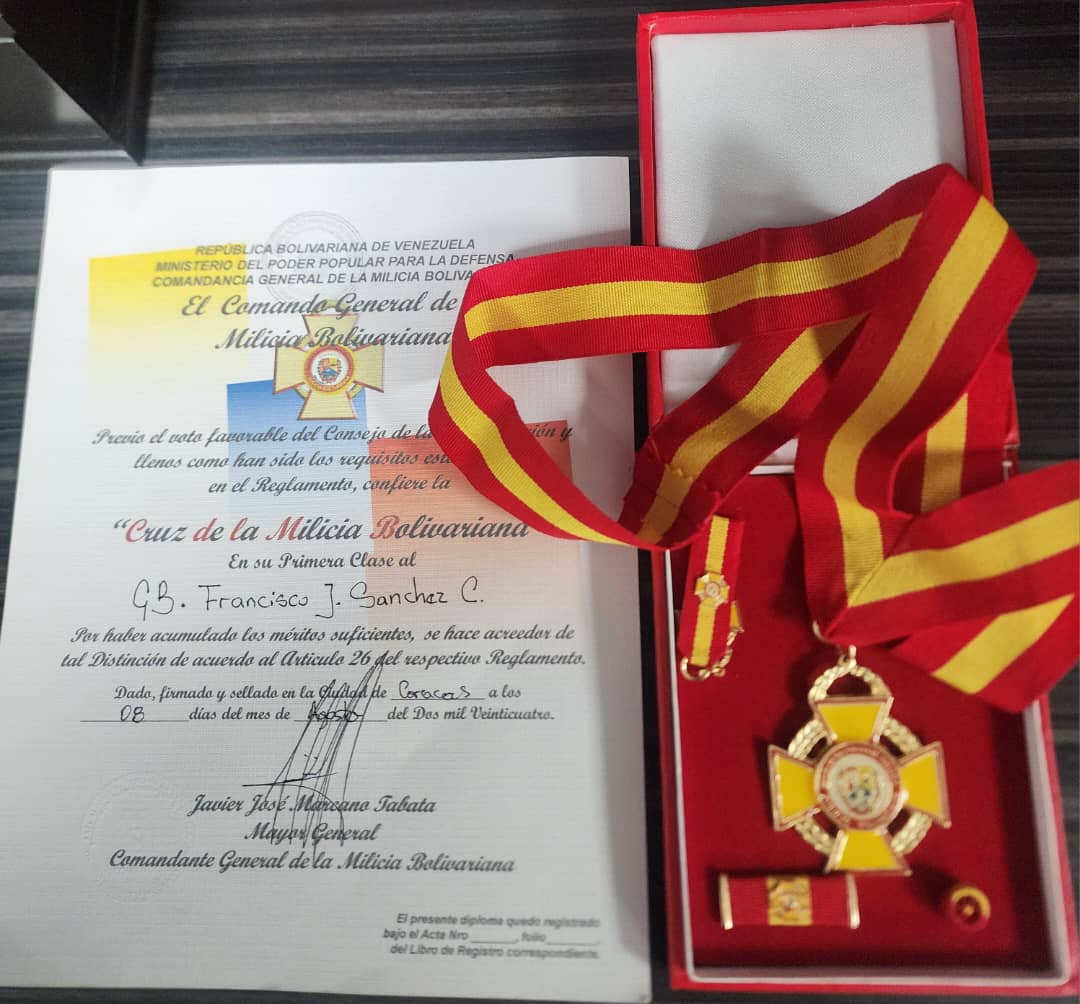 REPÚBLICA BOLIVARIANA DE VENEZUELA
MINISTERIO DEL PODER POPULAR PARA LA DEFENSA
COMANDANCIA GENERAL DE LA MILICIA
El Comando General de
Milicia Bolivariana
Previo el voto favorable del Consejo de la y
llenos como han sido los requisitos
en el Reglamento, confiere la
“Cruz de la Milicia Bolivariana
En su Primera Clase al
GB. Francisco J. Sanchez C.
Por haber acumulado los méritos suficientes, se hace acreedor de
tal Distinción de acuerdo al Articulo 26 del respectivo Reglamento.
Dado, firmado y sellado en la Ciudad de Caracas a los
08 días del mes de Agosto del Dos mil Veinticuatro.
Javier José Marcano Tabata
Mayor General
Comandante General de la Milicia Bolivariana
El presente diploma quedo registrado
bajo el Acta Nro ______, folio ______,
del Libro de Registro correspondiente.